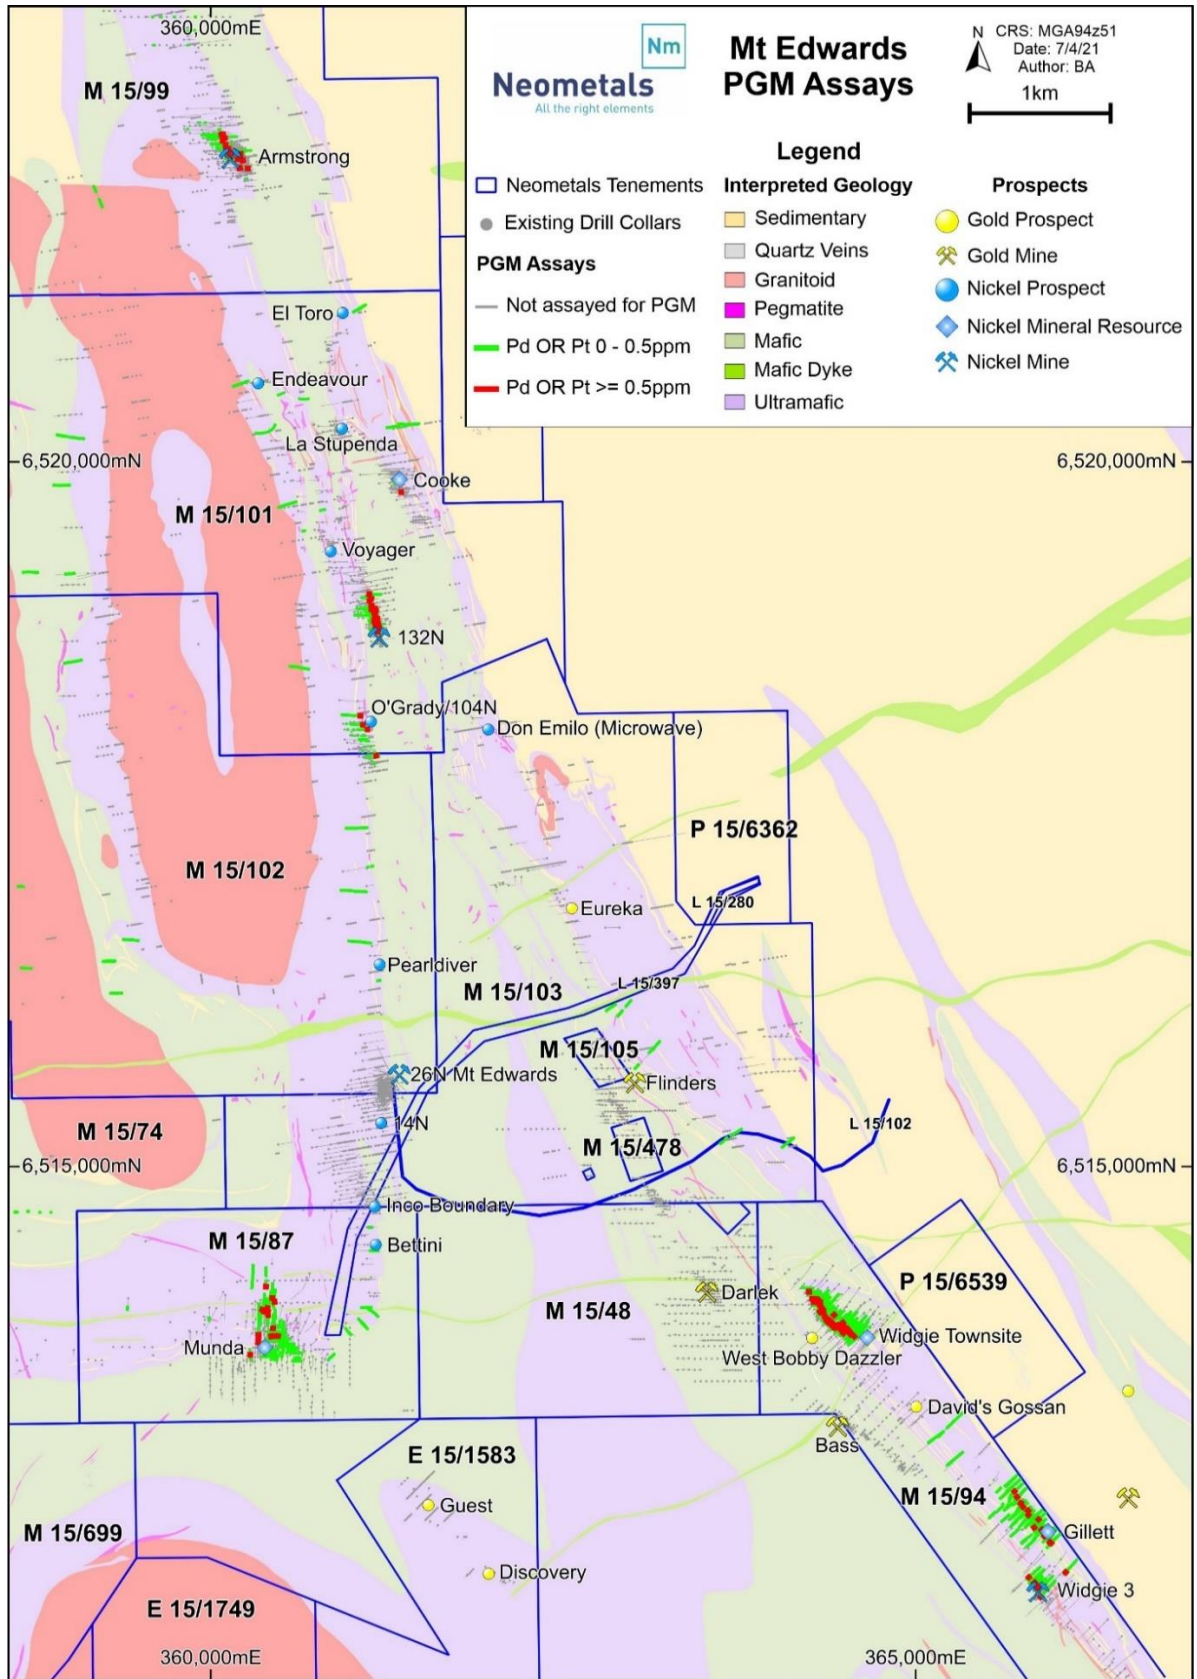 360,000mE
Nm
Neometals
All the right elements
Mt Edwards
PGM Assays
N
CRS: MGA94z51
Date: 7/4/21
Author: BA
1km
Legend
Neometals Tenements
Existing Drill Collars
PGM Assays
Not assayed for PGM
Pd OR Pt 0 - 0.5ppm
Pd OR Pt >= 0.5ppm
Interpreted Geology
Sedimentary
Quartz Veins
Granitoid
Pegmatite
Mafic
Mafic Dyke
Ultramafic
Prospects
Gold Prospect
Gold Mine
Nickel Prospect
Nickel Mineral Resource
Nickel Mine
M 15/99
Armstrong
El Toro
Endeavour
La Stupenda
6,520,000mN
6,520,000mN
Cooke
M 15/101
Voyager
132N
O'Grady/104N
Don Emilo (Microwave)
P 15/6362
M 15/102
L 15/280
Eureka
Pearldiver
M 15/103
L 15/397
M 15/105
26N Mt Edwards
Flinders
14N
L 15/102
M 15/74
M 15/478
6,515,000mN
6,515,000mN
Inco Boundary
M 15/87
Bettini
P 15/6539
Darlek
M 15/48
Widgie Townsite
Munda
West Bobby Dazzler
David's Gossan
Bass
E 15/1583
M 15/94
Guest
M 15/699
Gillett
Discovery
Widgie 3
E 15/1749
360,000mE
365,000mE